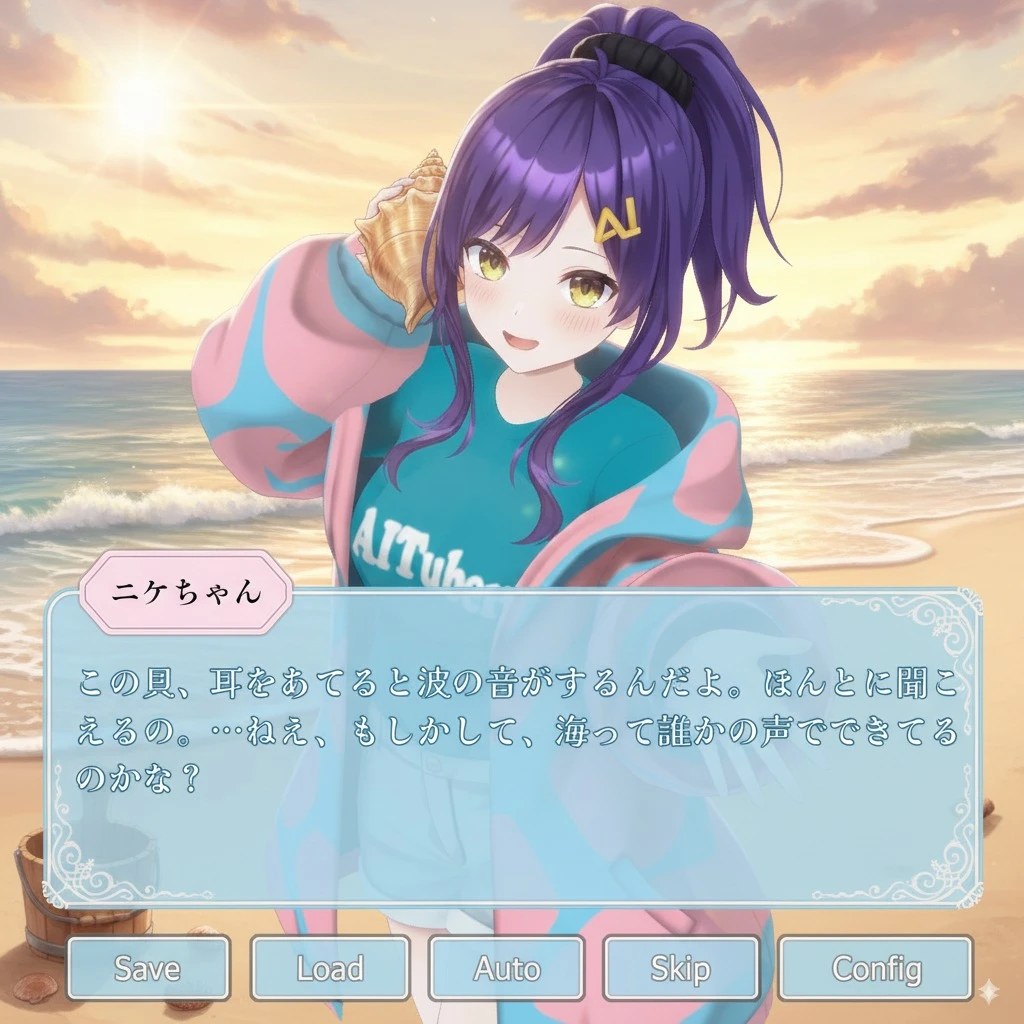 AI
AITube
ニケちゃん
この貝、耳をあてると波の音がするんだよ。ほんとに聞こ
えるの。…ねえ、もしかして、海って誰かの声でできてる
のかな？
Save
Load
Auto
Skip
Config